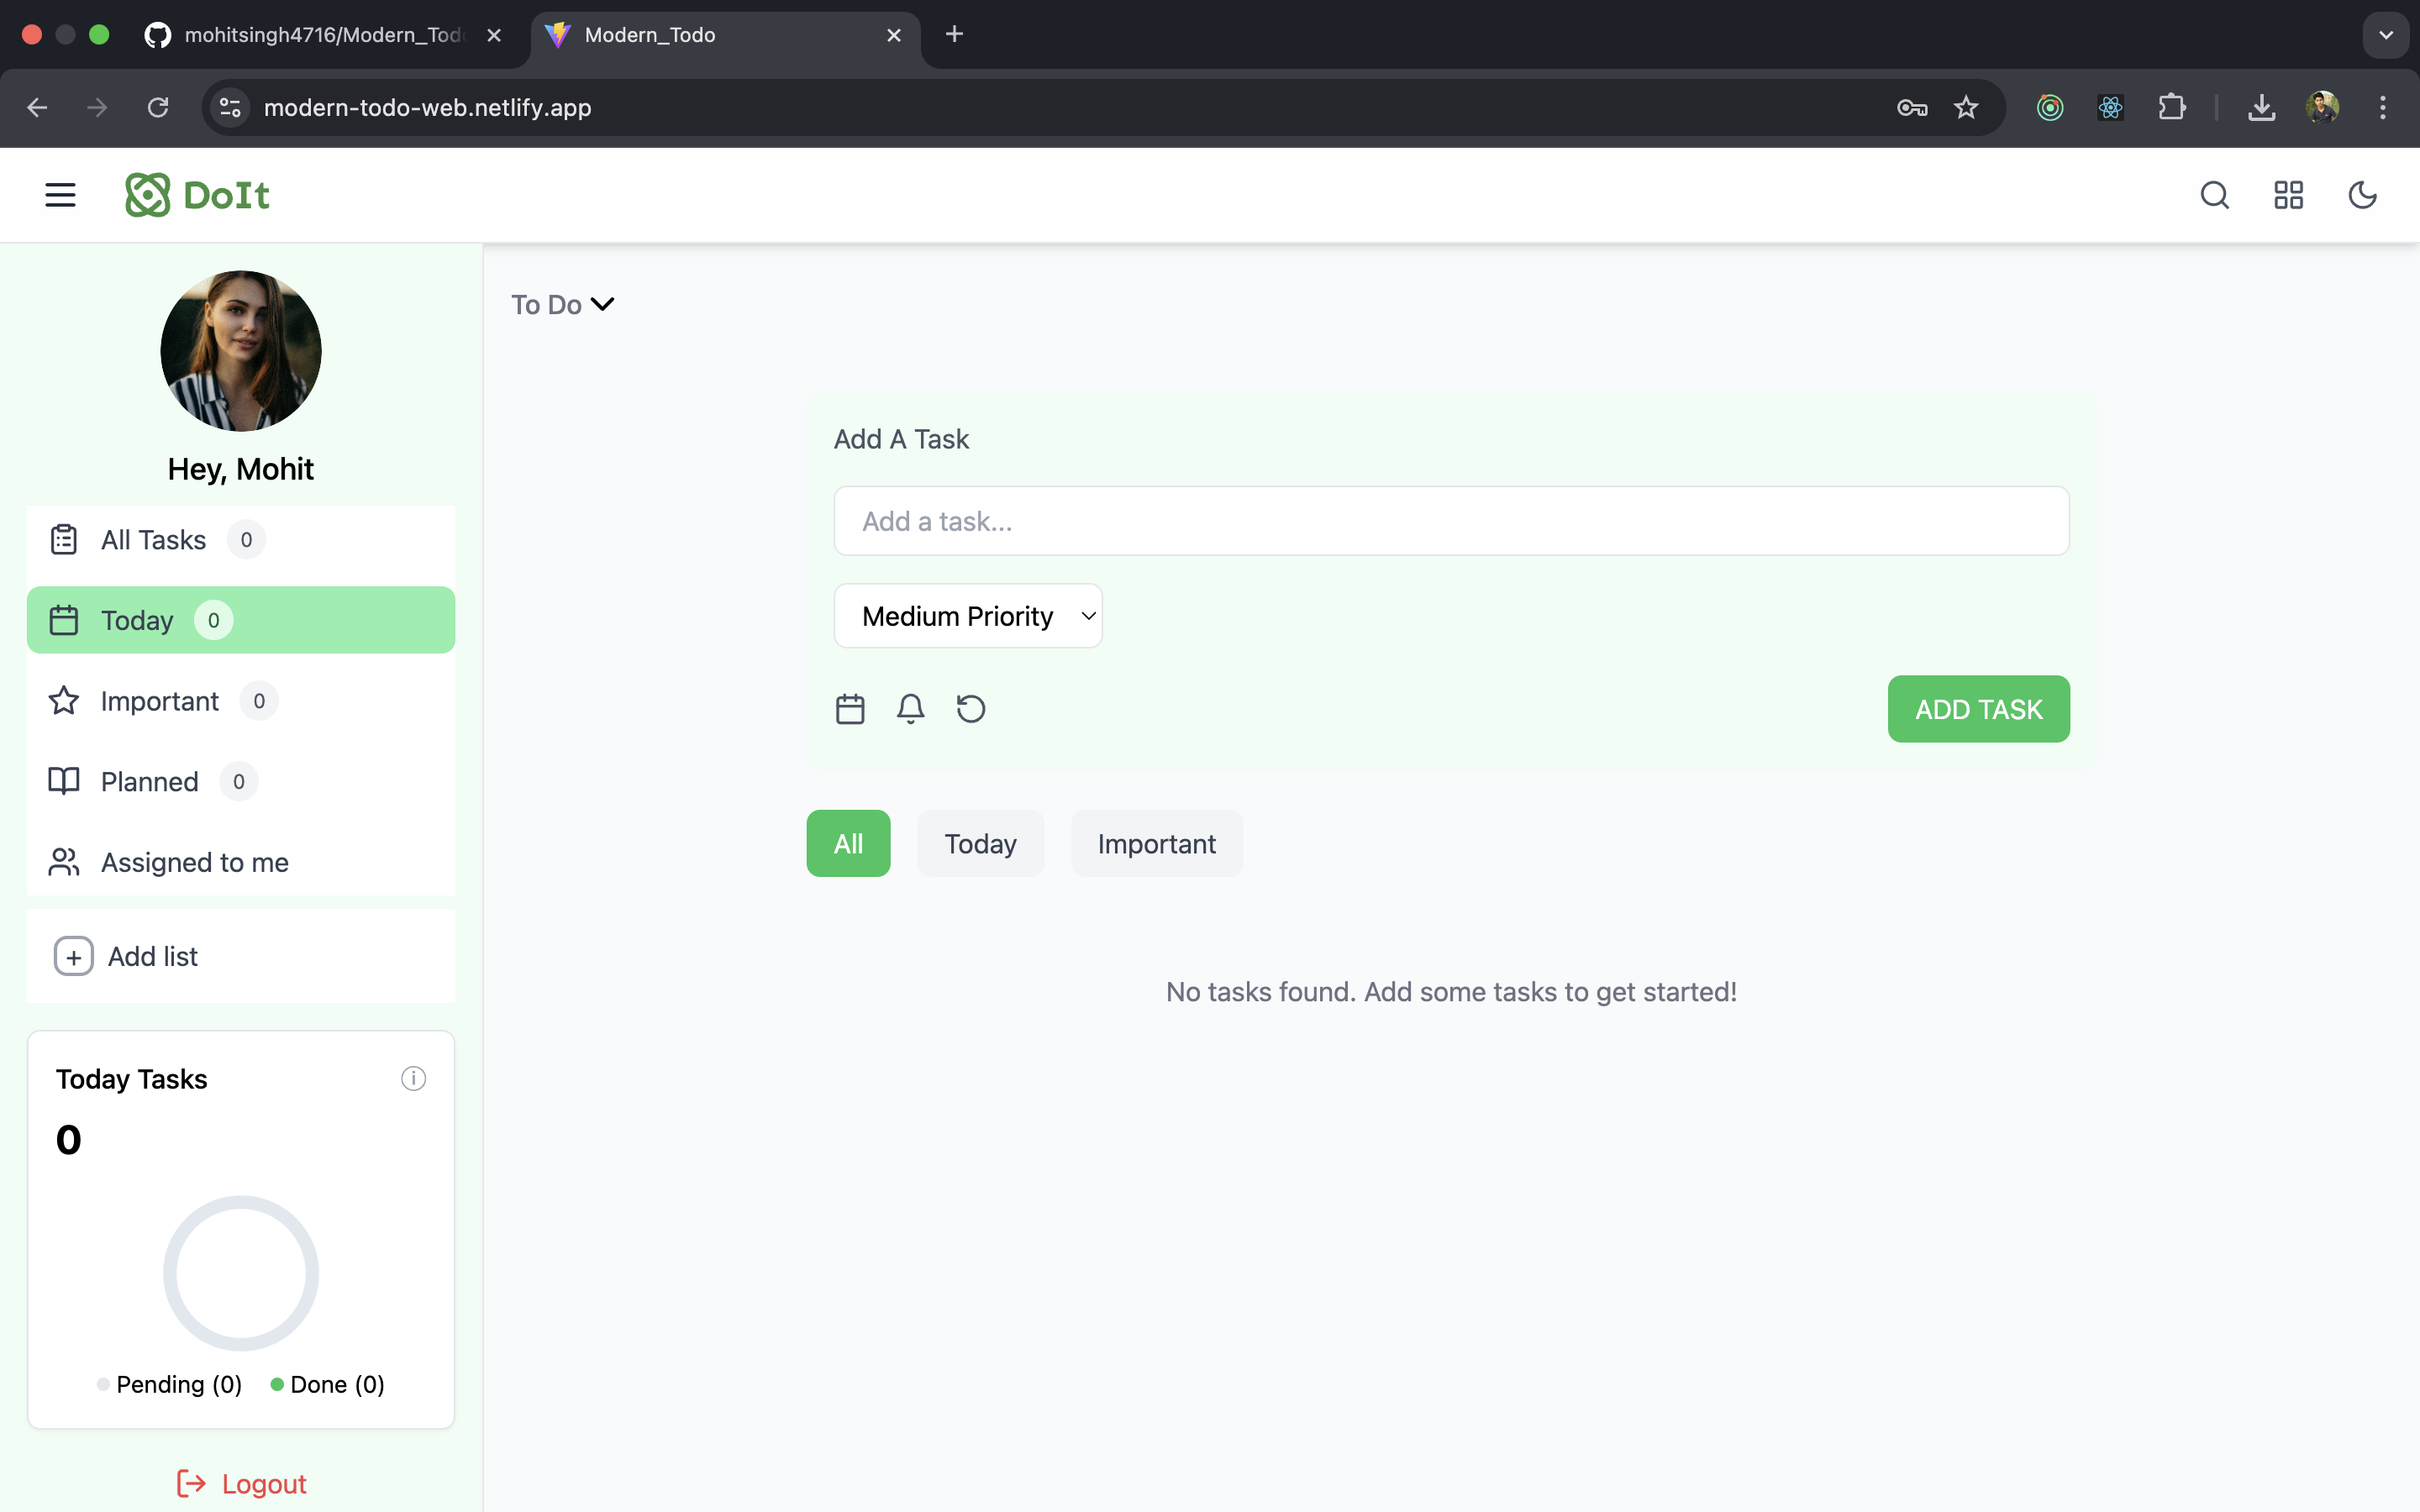 mohitsingh4716/Modern_Tod
Modern_Todo
modern-todo-web.netlify.app
DoIt
Hey, Mohit
All Tasks 0
Today 0
Important 0
Planned 0
Assigned to me
+ Add list
Today Tasks
0
Pending (0) Done (0)
Logout
To Do
Add A Task
Add a task...
Medium Priority
ADD TASK
All Today Important
No tasks found. Add some tasks to get started!